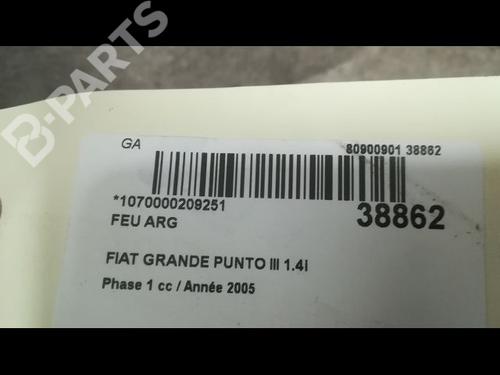 B-PARTS
GA
80900901 38862
*1070000209251
38862
FEU ARG
FIAT GRANDE PUNTO III 1.4i
Phase 1 cc / Année 2005